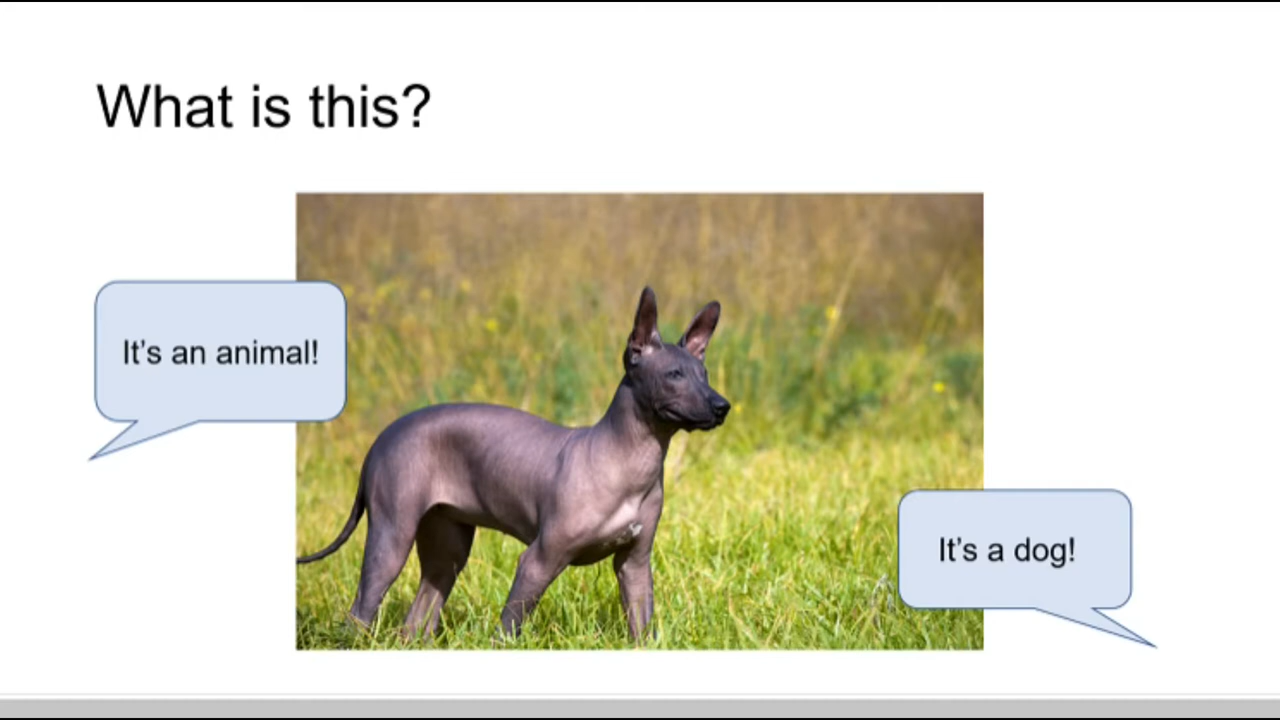 What is this?
It’s an animal!
It’s a dog!